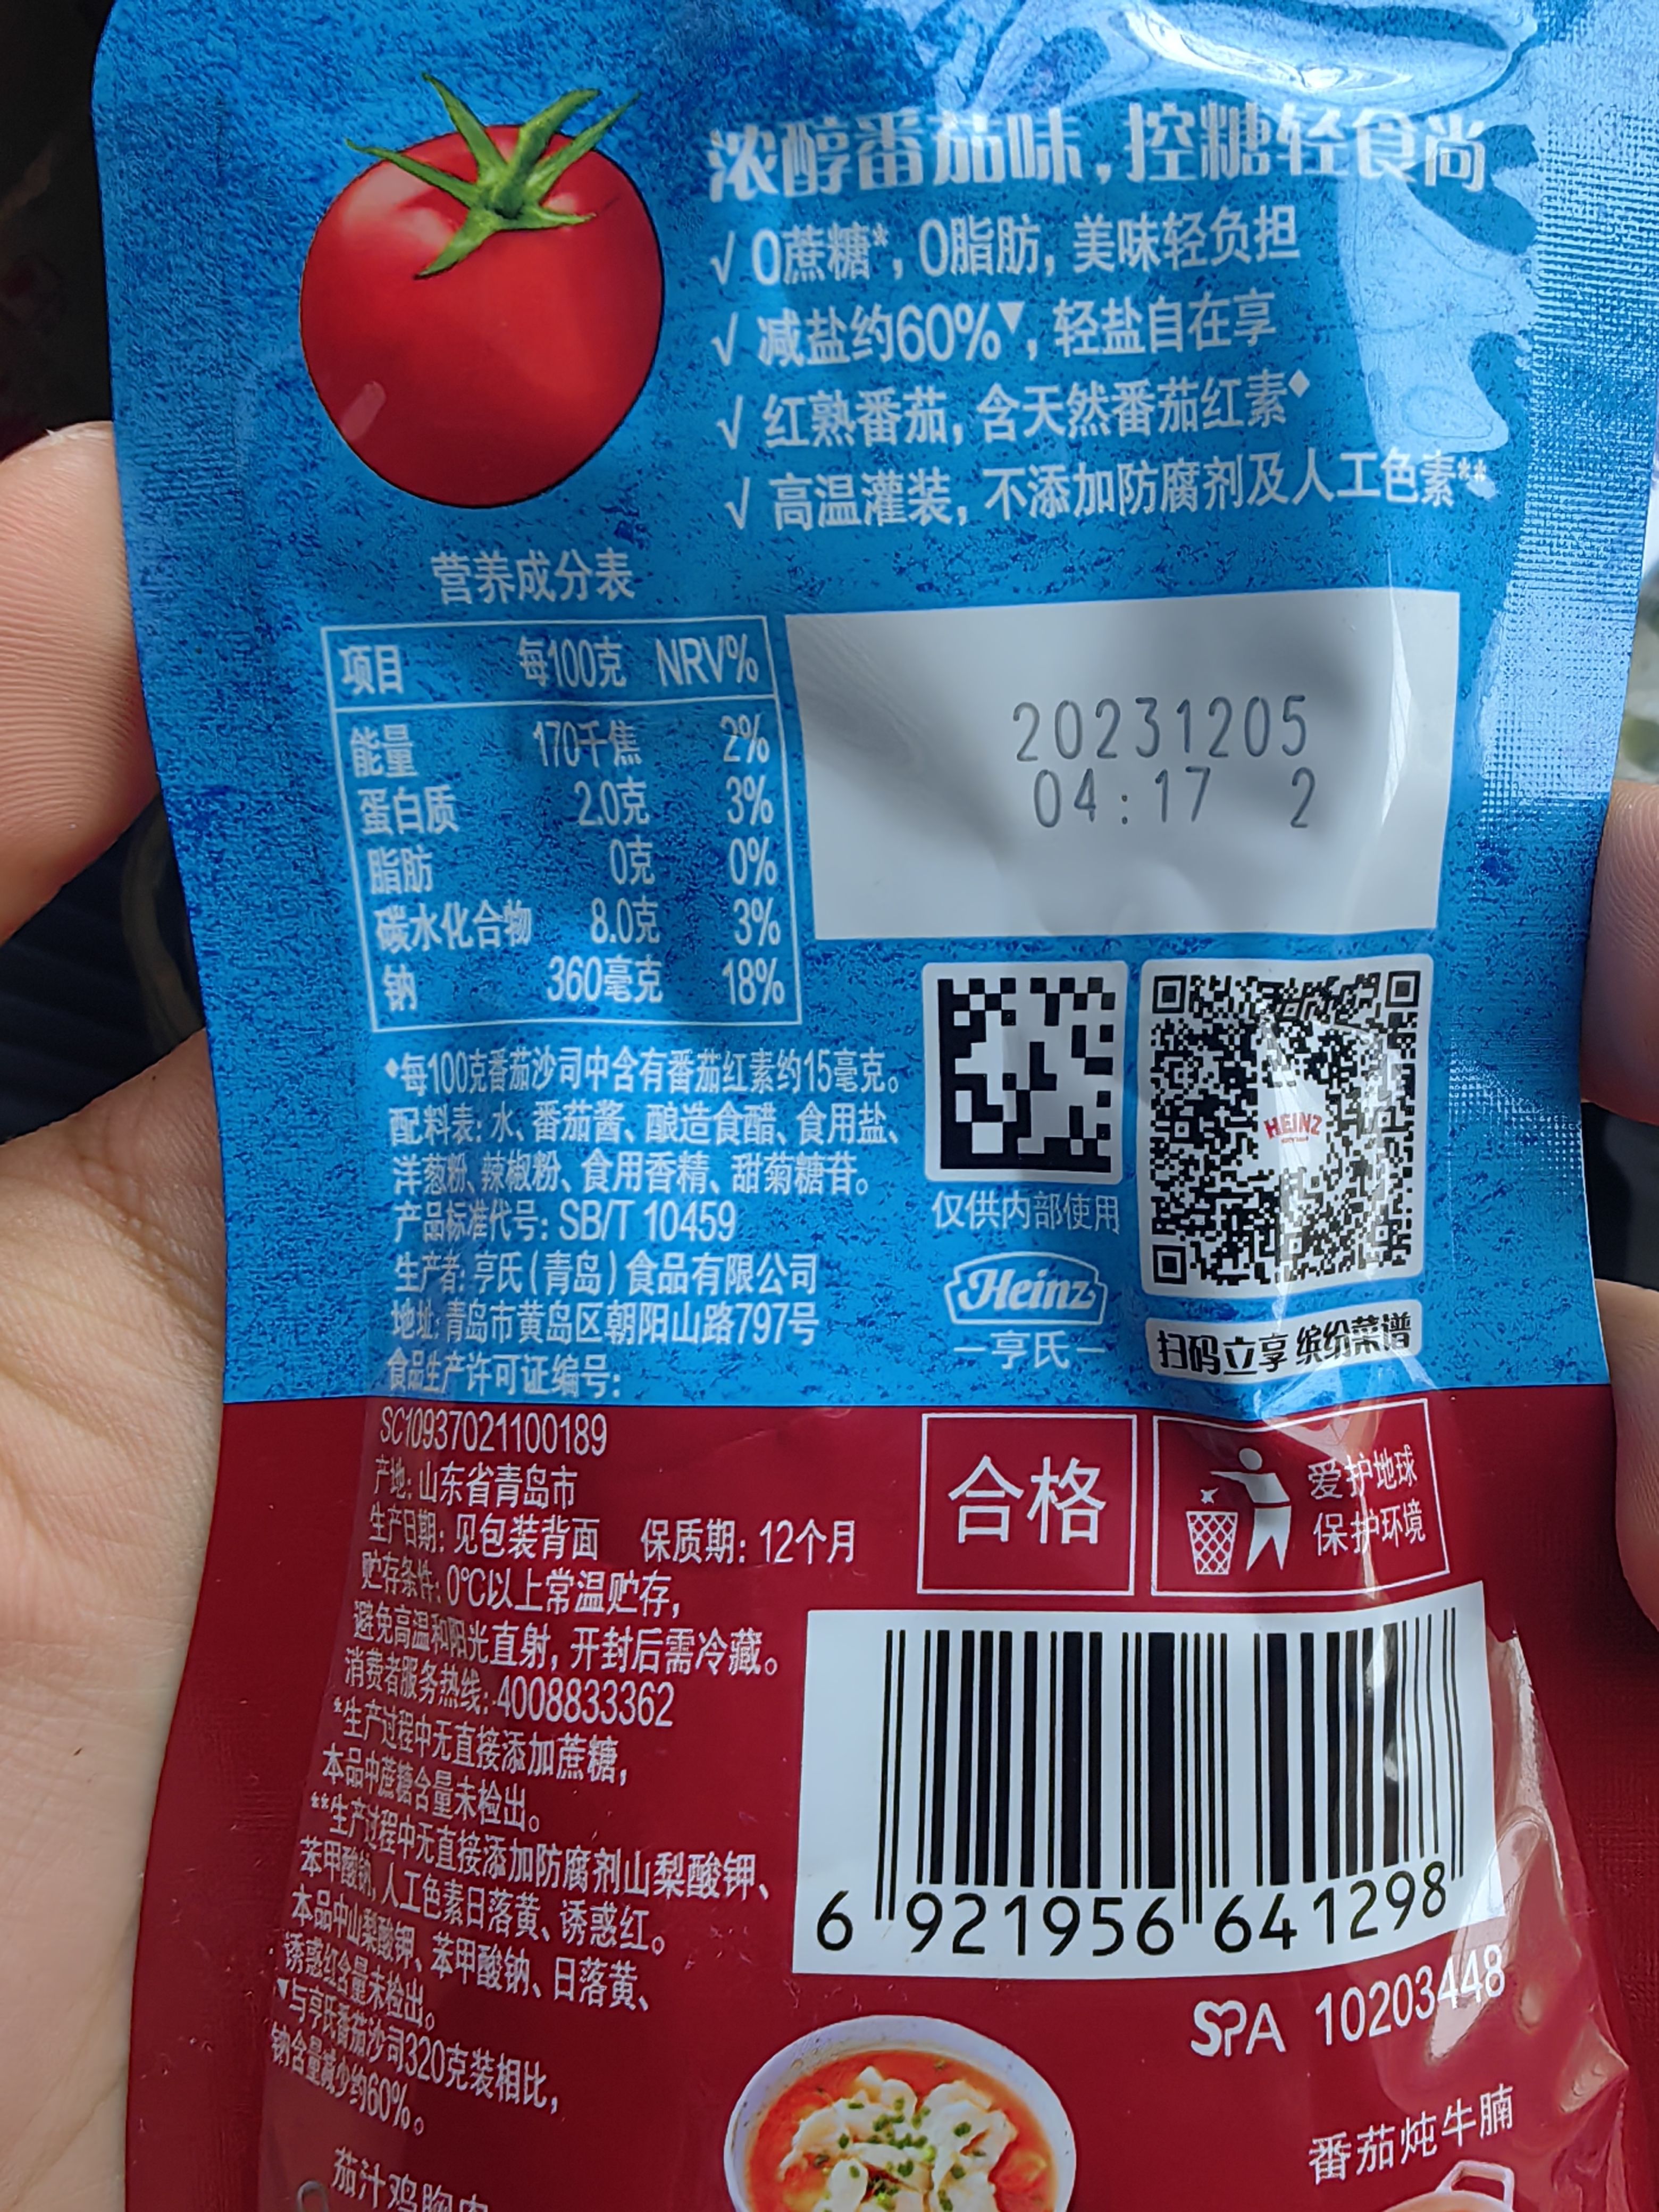 浓醇番茄味,控糖轻食尚
√ 0蔗糖*, 0脂肪, 美味轻负担
√ 减盐约60%▼, 轻盐自在享
√ 红熟番茄, 含天然番茄红素◆
√ 高温灌装, 不添加防腐剂及人工色素**
营养成分表
项目 每100克 NRV%
能量 170千焦 2%
蛋白质 2.0克 3%
脂肪 0克 0%
碳水化合物 8.0克 3%
钠 360毫克 18%
20231205
04:17 2
◆每100克番茄沙司中含有番茄红素约15毫克。
配料表: 水、番茄酱、酿造食醋、食用盐、
洋葱粉、辣椒粉、食用香精、甜菊糖苷。
产品标准代号: SB/T 10459
生产者: 亨氏(青岛)食品有限公司
地址: 青岛市黄岛区朝阳山路797号
食品生产许可证编号:
SC10937021100189
产地: 山东省青岛市
生产日期: 见包装背面 保质期: 12个月
贮存条件: 0℃以上常温贮存,
避免高温和阳光直射, 开封后需冷藏。
消费者服务热线: 4008833362
*生产过程中无直接添加蔗糖,
本品中蔗糖含量未检出。
**生产过程中无直接添加防腐剂山梨酸钾、
苯甲酸钠, 人工色素日落黄、诱惑红。
本品中山梨酸钾、苯甲酸钠、日落黄、
诱惑红含量未检出。
▼与亨氏番茄沙司320克装相比,
钠含量减少约60%。
HEINZ
仅供内部使用
Heinz
亨氏
扫码立享 缤纷菜谱
合格
爱护地球
保护环境
6 921956 641298
SPA 10203448
番茄炖牛腩
茄汁鸡胸肉